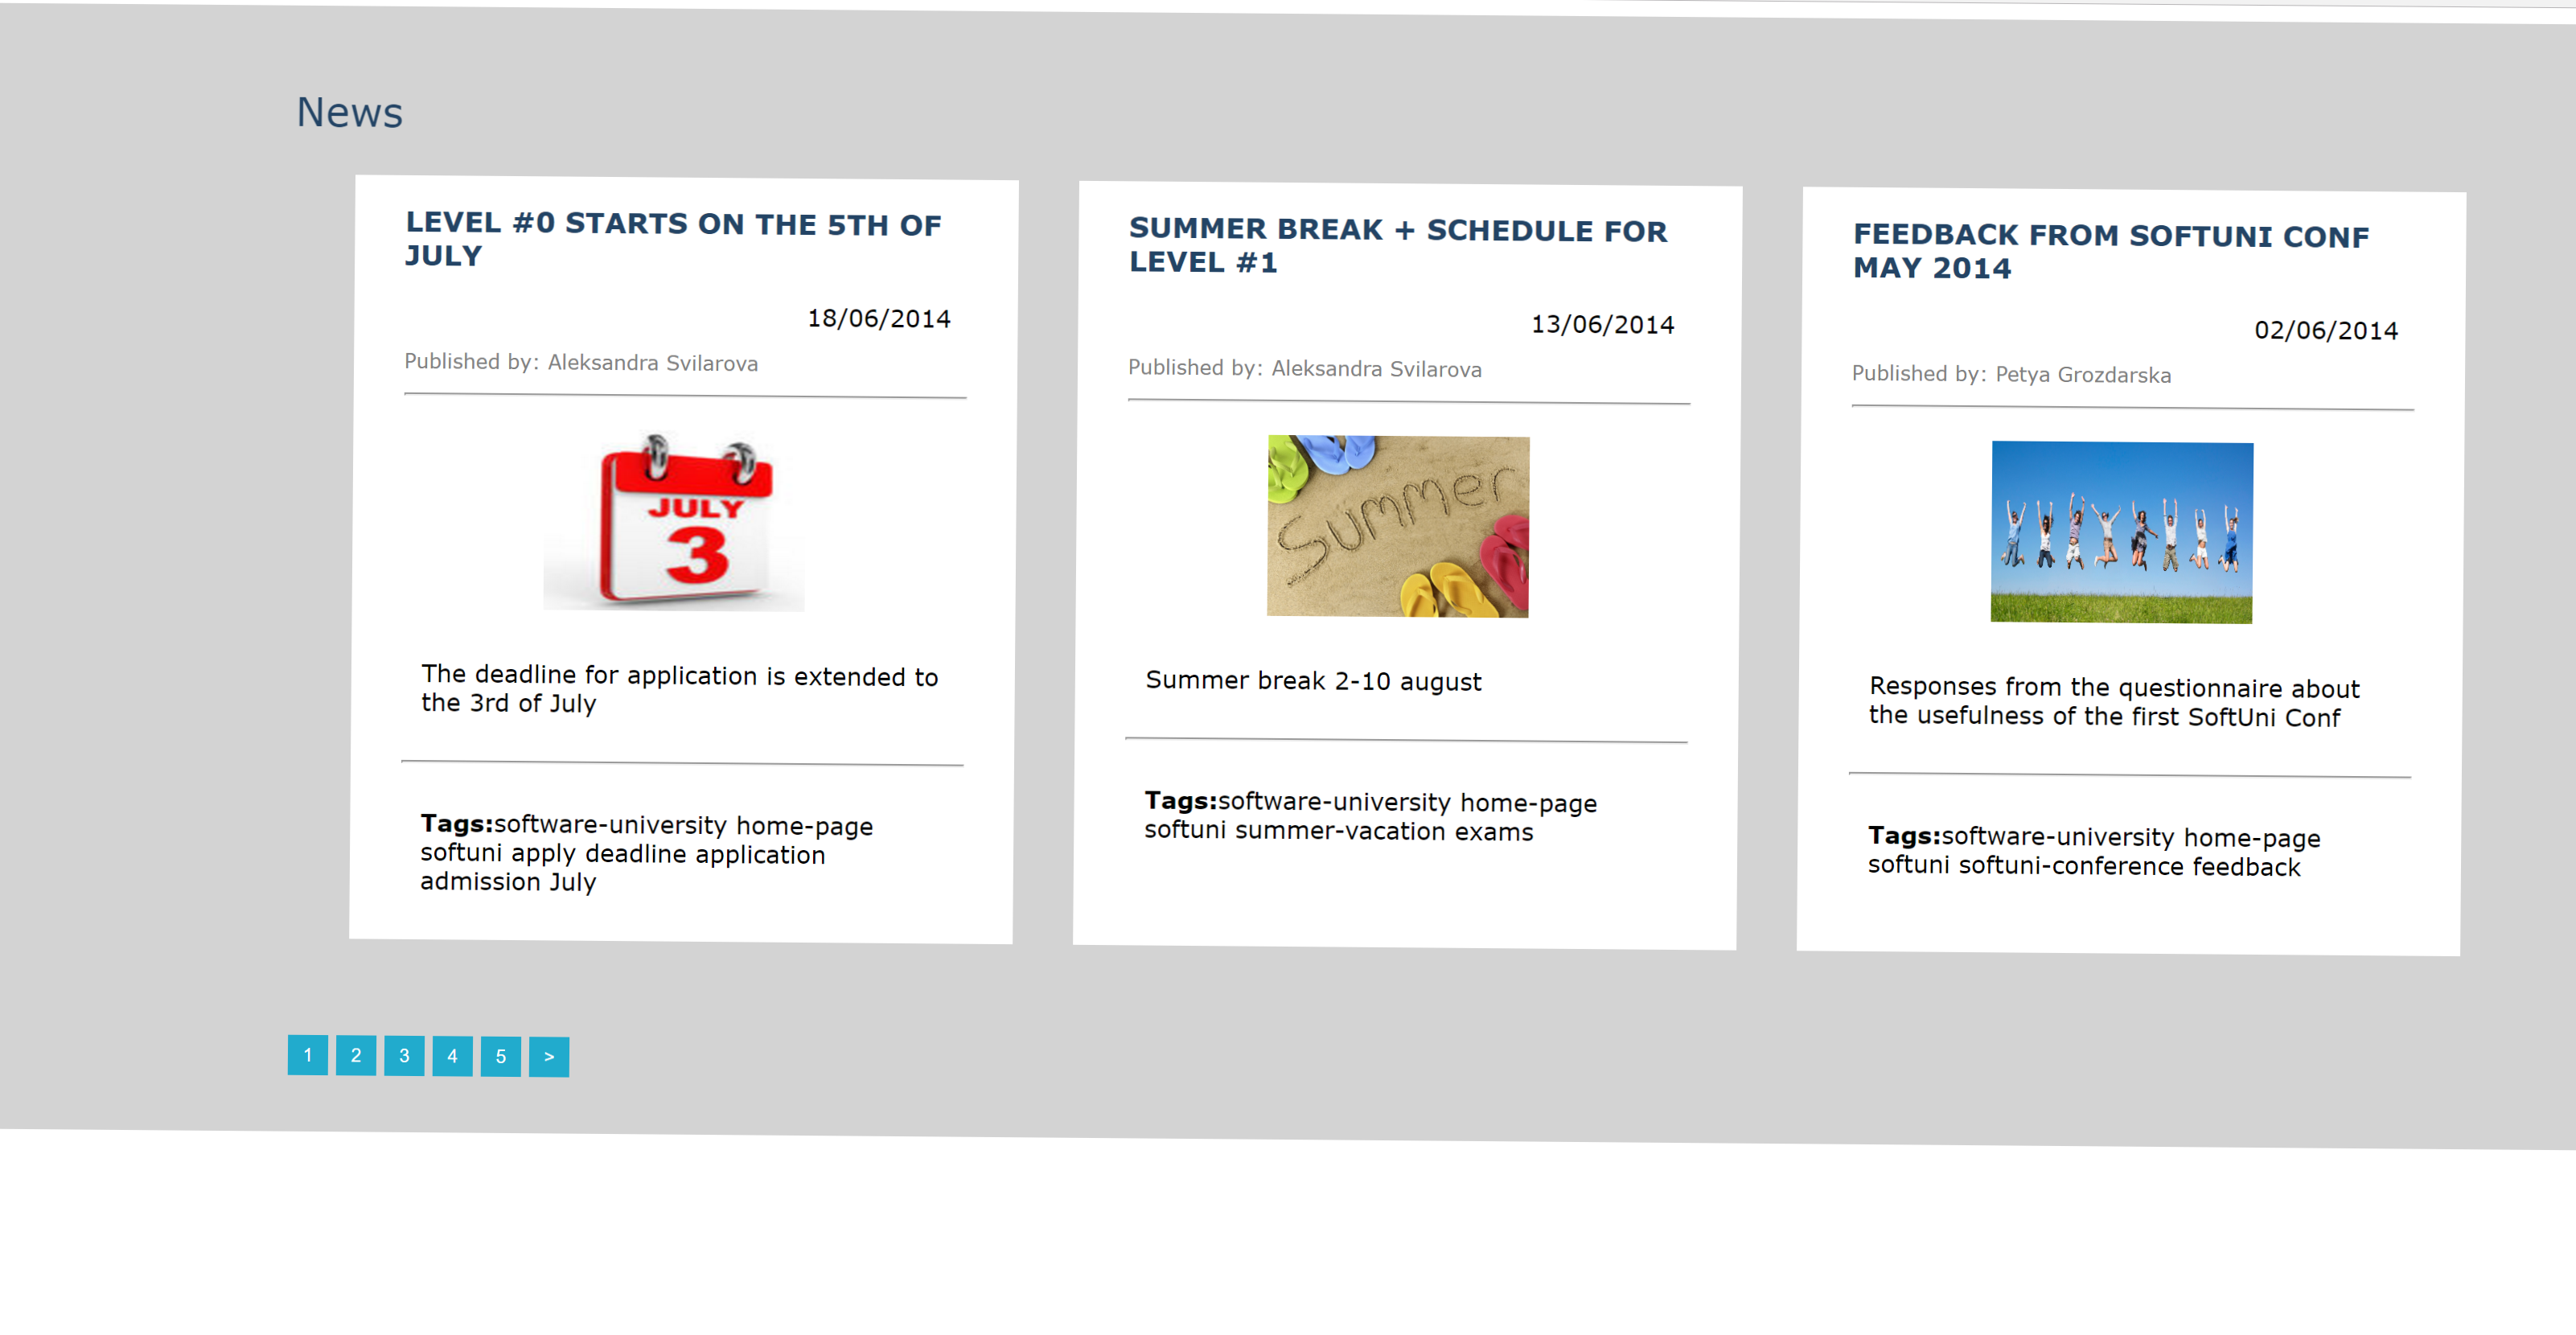 News
LEVEL #0 STARTS ON THE 5TH OF
JULY
18/06/2014
Published by: Aleksandra Svilarova
JULY
3
The deadline for application is extended to
the 3rd of July
Tags:software-university home-page
softuni apply deadline application
admission July
SUMMER BREAK + SCHEDULE FOR
LEVEL #1
13/06/2014
Published by: Aleksandra Svilarova
Summer
Summer break 2-10 august
Tags:software-university home-page
softuni summer-vacation exams
FEEDBACK FROM SOFTUNI CONF
MAY 2014
02/06/2014
Published by: Petya Grozdarska
Responses from the questionnaire about
the usefulness of the first SoftUni Conf
Tags:software-university home-page
softuni softuni-conference feedback
1 2 3 4 5 >